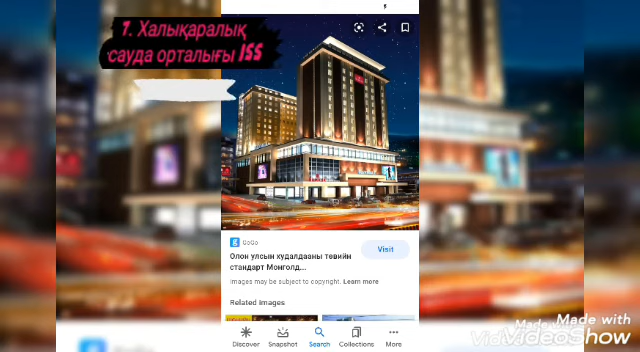 1. Халықаралық
сауда орталығы ISS
GoGo
Олон улсын худалдааны төвийн
стандарт Монголд...
Visit
Images may be subject to copyright. Learn more
Related Images
Discover
Snapshot
Search
Collections
More
Made with
VideoShow